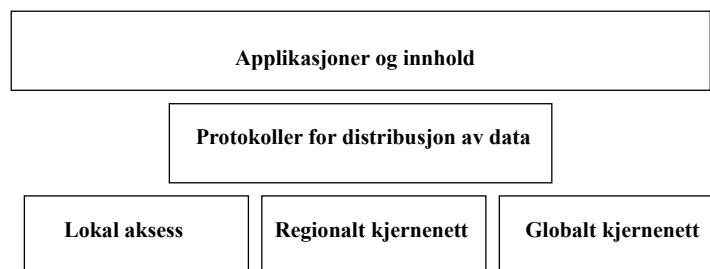 Applikasjoner og innhold
Protokoller for distribusjon av data
Lokal aksess
Regionalt kjernenett
Globalt kjernenett